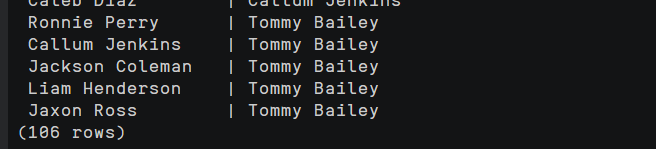 Caleb Diaz | Callum Jenkins
Ronnie Perry | Tommy Bailey
Callum Jenkins | Tommy Bailey
Jackson Coleman | Tommy Bailey
Liam Henderson | Tommy Bailey
Jaxon Ross | Tommy Bailey
(106 rows)